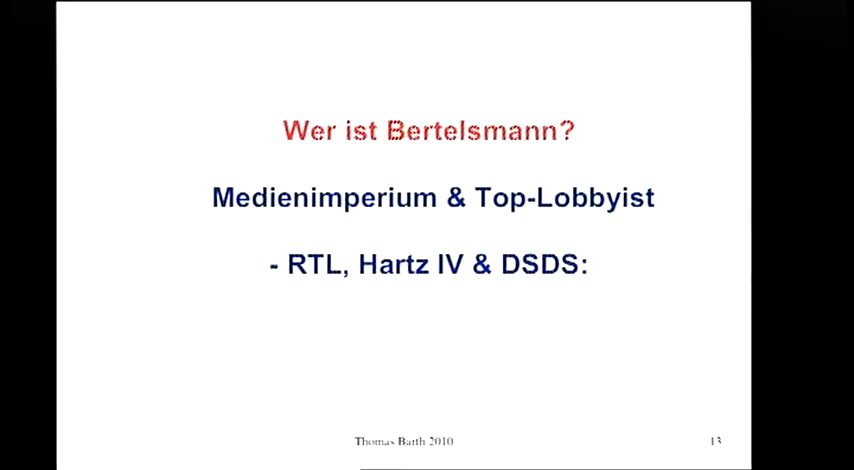 Wer ist Bertelsmann?
Medienimperium & Top-Lobbyist
- RTL, Hartz IV & DSDS:
Thomas Barth 2010
13